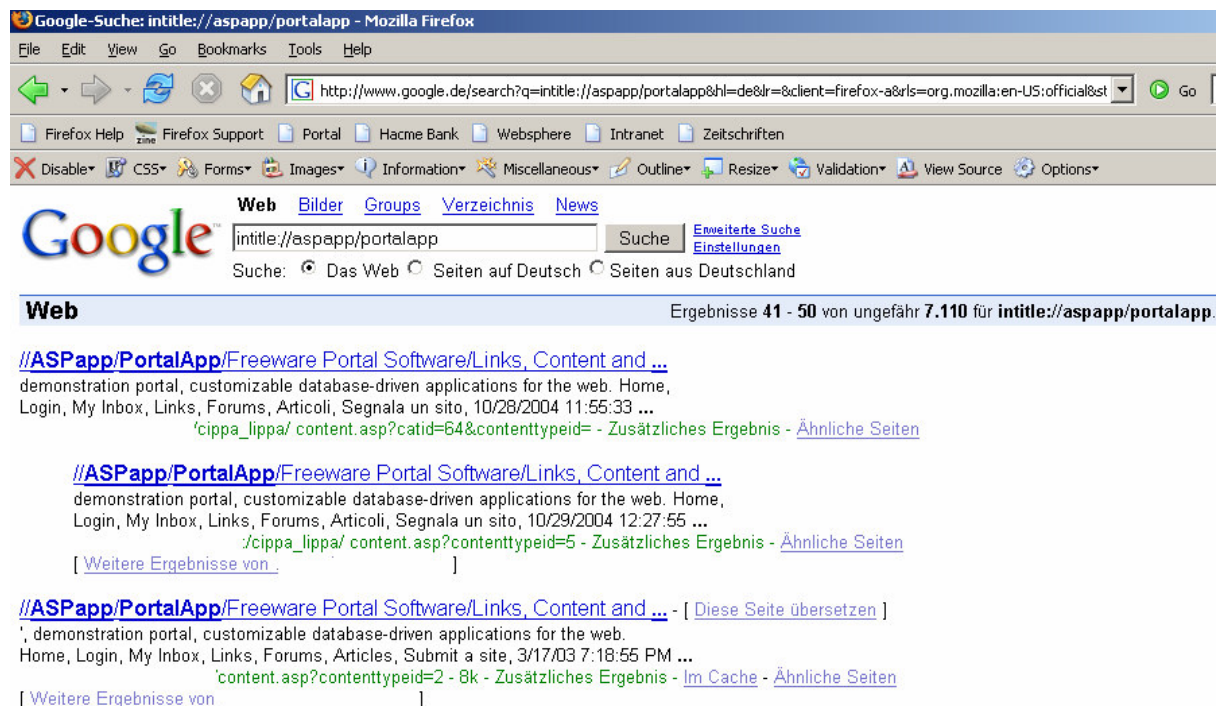 Google-Suche: intitle://aspapp/portalapp - Mozilla Firefox
File Edit View Go Bookmarks Tools Help
http://www.google.de/search?q=intitle://aspapp/portalapp&hl=de&lr=&client=firefox-a&rls=org.mozilla:en-US:official&st Go
Firefox Help Firefox Support Portal Hacme Bank Websphere Intranet Zeitschriften
Disable CSS Forms Images Information Miscellaneous Outline Resize Validation View Source Options
Web Bilder Groups Verzeichnis News
Google™ intitle://aspapp/portalapp Suche Erweiterte Suche
Einstellungen
Suche: Das Web Seiten auf Deutsch Seiten aus Deutschland
Web Ergebnisse 41 - 50 von ungefähr 7.110 für intitle://aspapp/portalapp.
//ASPapp/PortalApp/Freeware Portal Software/Links, Content and ...
demonstration portal, customizable database-driven applications for the web. Home,
Login, My Inbox, Links, Forums, Articoli, Segnala un sito, 10/28/2004 11:55:33 ...
/cippa_lippa/ content.asp?catid=64&contenttypeid= - Zusätzliches Ergebnis - Ähnliche Seiten
//ASPapp/PortalApp/Freeware Portal Software/Links, Content and ...
demonstration portal, customizable database-driven applications for the web. Home,
Login, My Inbox, Links, Forums, Articoli, Segnala un sito, 10/29/2004 12:27:55 ...
:/cippa_lippa/ content.asp?contenttypeid=5 - Zusätzliches Ergebnis - Ähnliche Seiten
[ Weitere Ergebnisse von . ]
//ASPapp/PortalApp/Freeware Portal Software/Links, Content and ... - [ Diese Seite übersetzen ]
', demonstration portal, customizable database-driven applications for the web.
Home, Login, My Inbox, Links, Forums, Articles, Submit a site, 3/17/03 7:18:55 PM ...
'content.asp?contenttypeid=2 - 8k - Zusätzliches Ergebnis - Im Cache - Ähnliche Seiten
[ Weitere Ergebnisse von ]